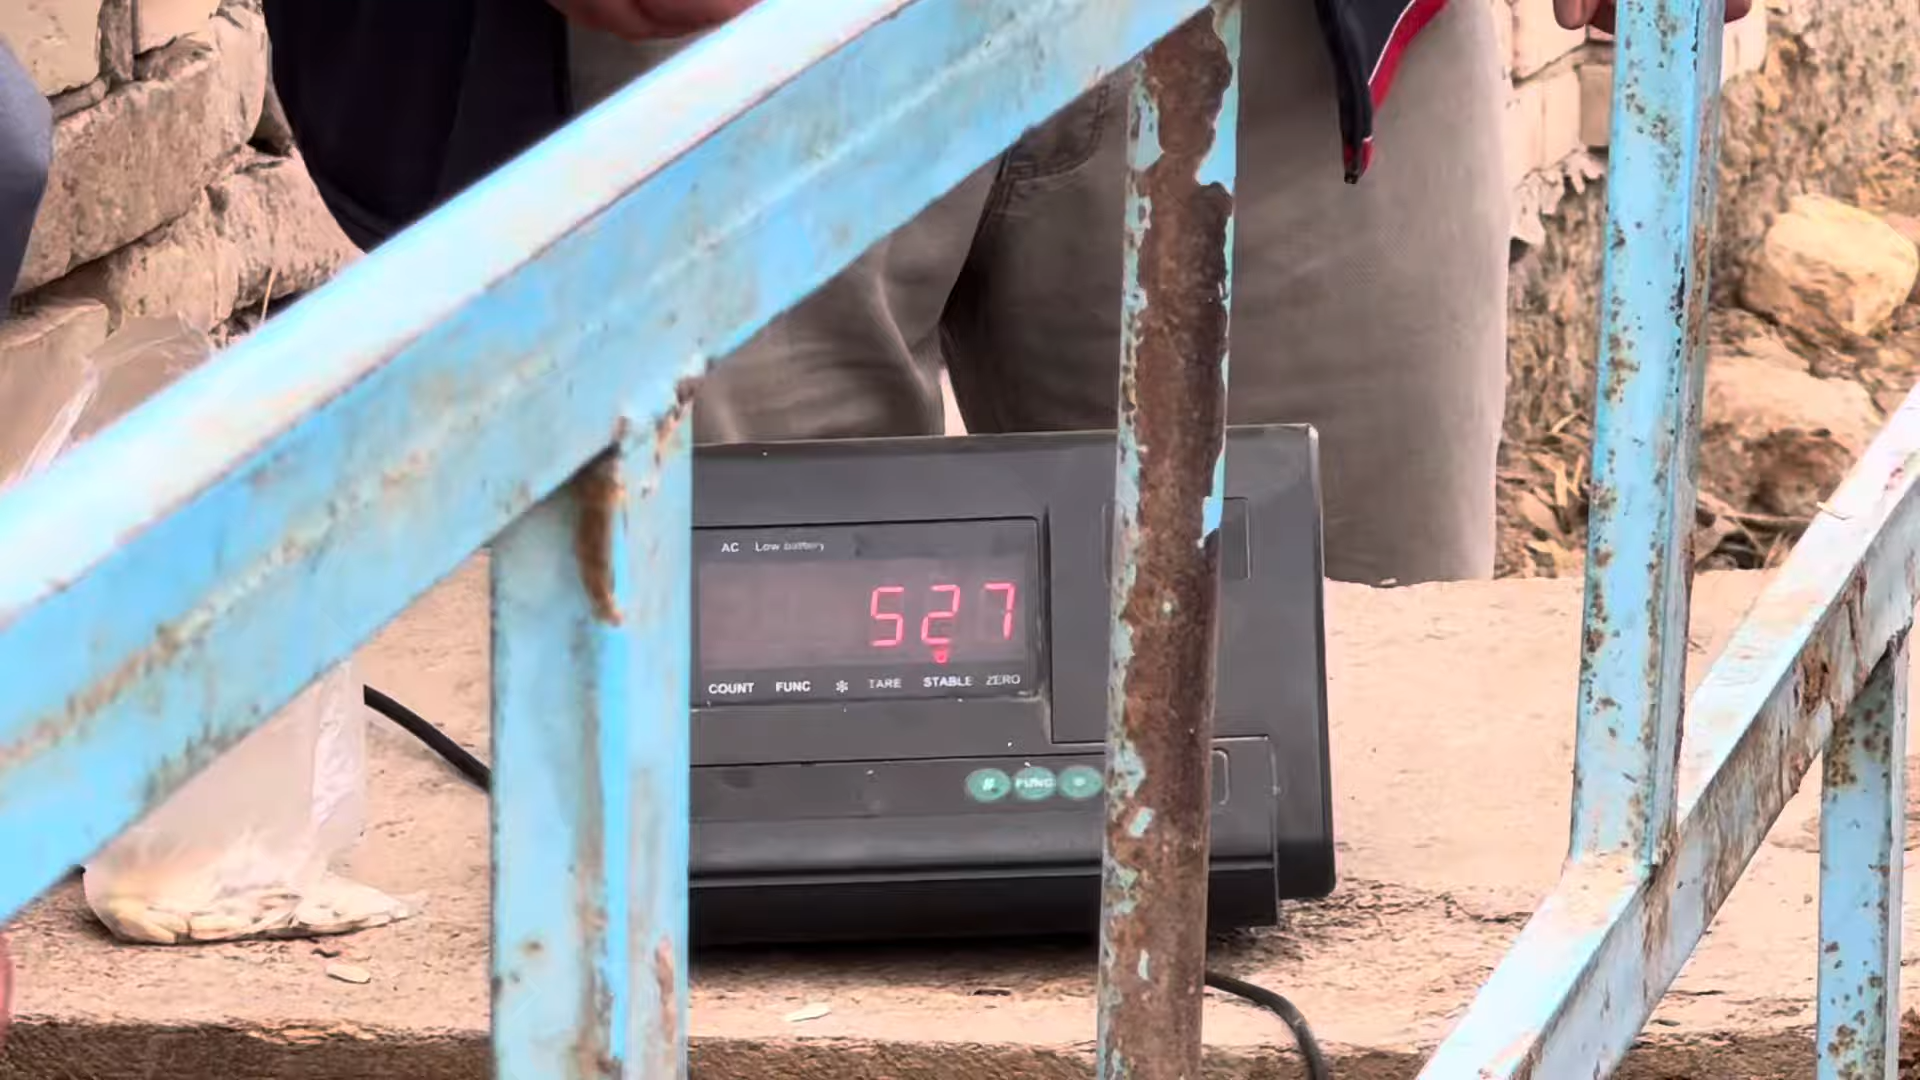 AC Low battery
527
COUNT FUNC * TARE STABLE ZERO
# FUNC *